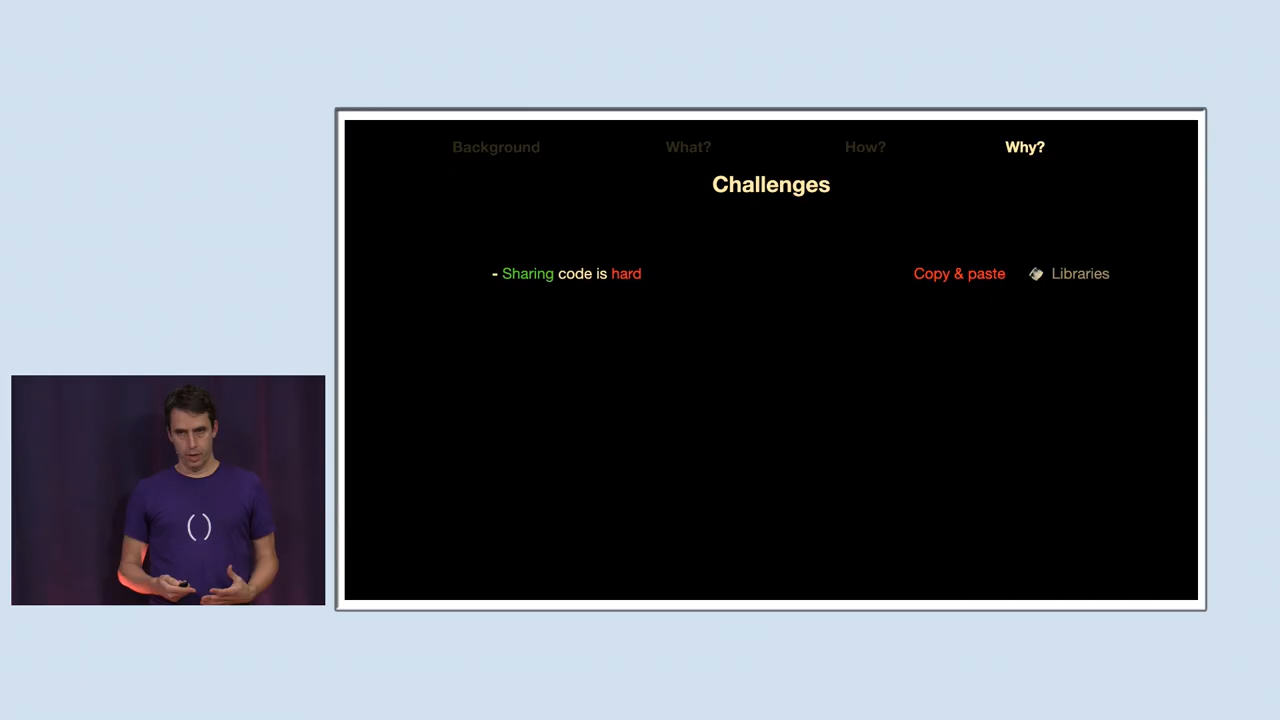 Background What? How? Why?
Challenges
- Sharing code is hard Copy & paste Libraries
()